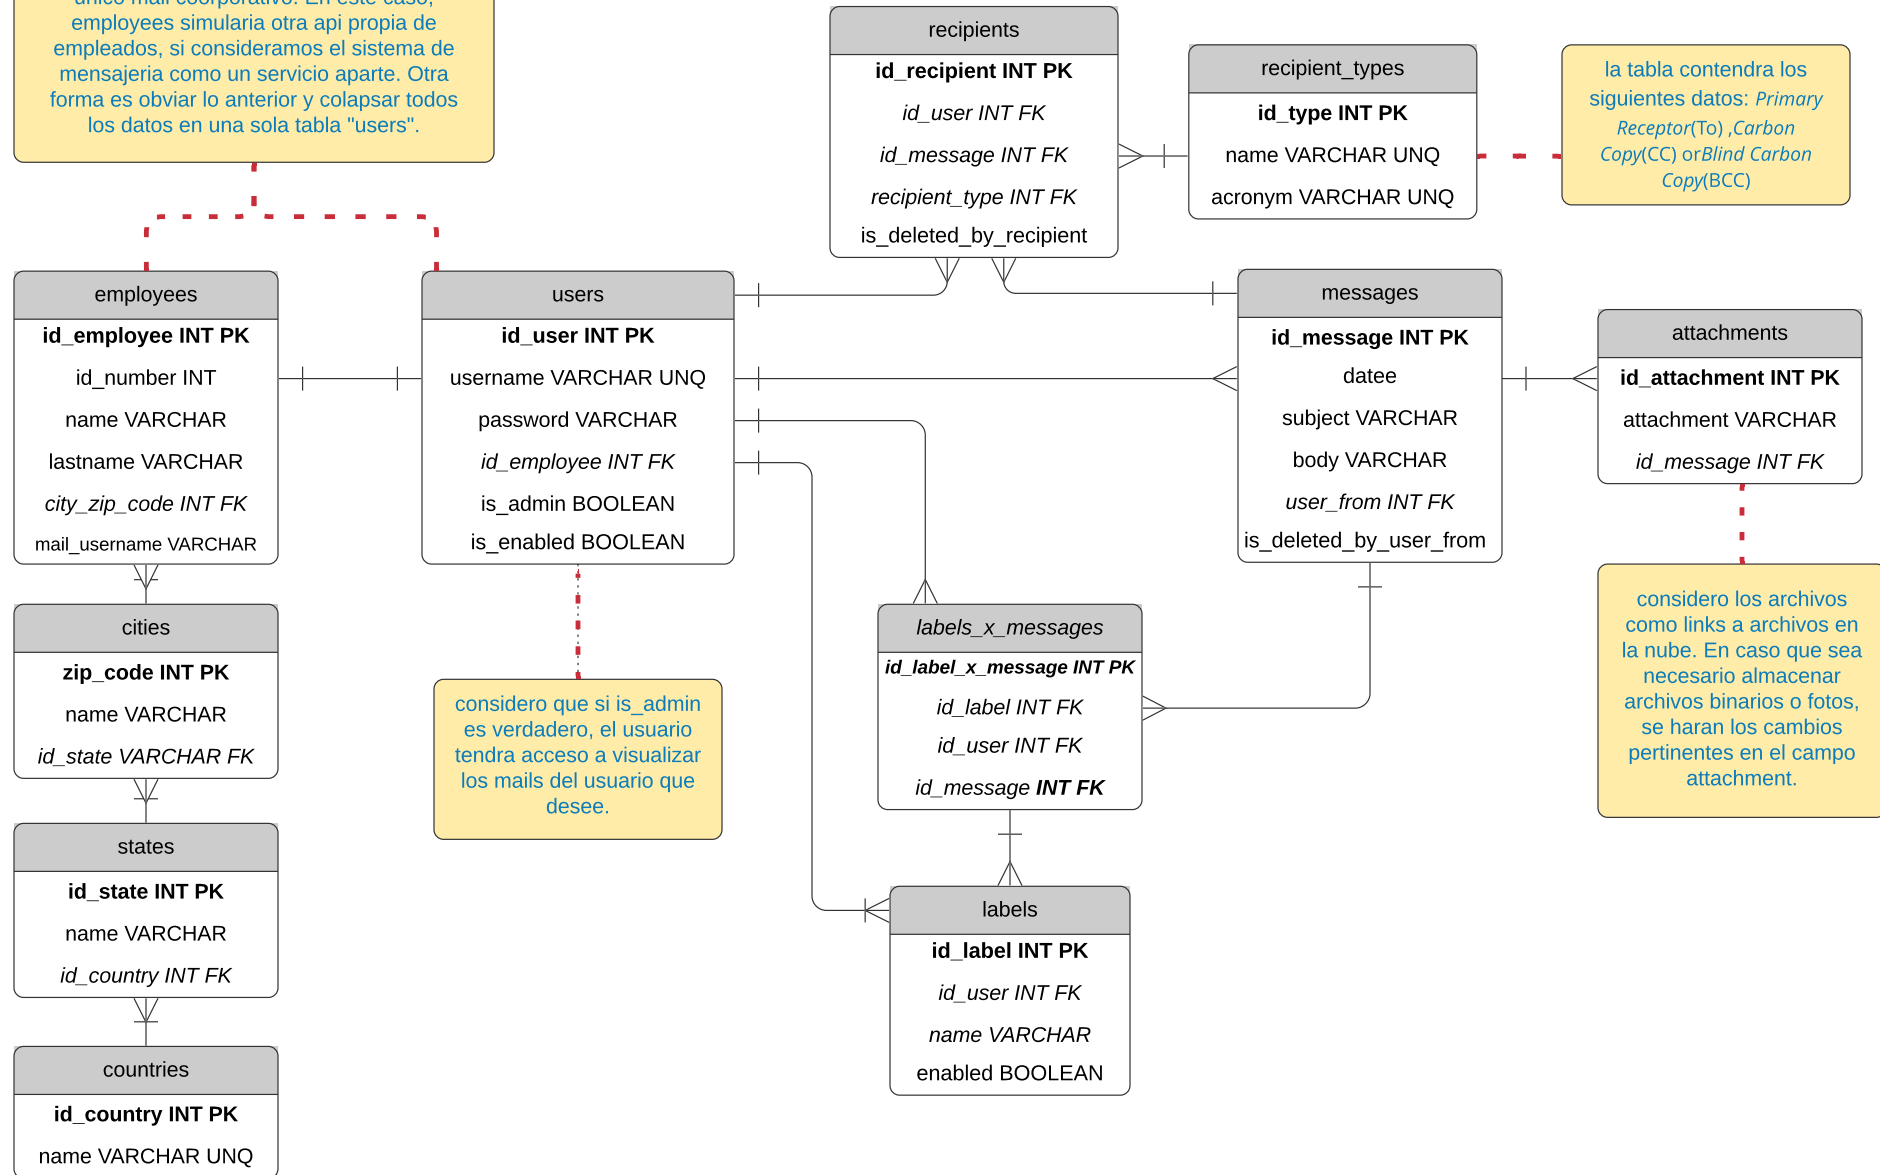 unico mail coorporativo. En este caso,
employees simularia otra api propia de
empleados, si consideramos el sistema de
mensajeria como un servicio aparte. Otra
forma es obviar lo anterior y colapsar todos
los datos en una sola tabla "users".
recipients
id_recipient INT PK
id_user INT FK
id_message INT FK
recipient_type INT FK
is_deleted_by_recipient
recipient_types
id_type INT PK
name VARCHAR UNQ
acronym VARCHAR UNQ
la tabla contendra los
siguientes datos: Primary
Receptor(To) ,Carbon
Copy(CC) orBlind Carbon
Copy(BCC)
employees
id_employee INT PK
id_number INT
name VARCHAR
lastname VARCHAR
city_zip_code INT FK
mail_username VARCHAR
users
id_user INT PK
username VARCHAR UNQ
password VARCHAR
id_employee INT FK
is_admin BOOLEAN
is_enabled BOOLEAN
messages
id_message INT PK
datee
subject VARCHAR
body VARCHAR
user_from INT FK
is_deleted_by_user_from
attachments
id_attachment INT PK
attachment VARCHAR
id_message INT FK
cities
zip_code INT PK
name VARCHAR
id_state VARCHAR FK
considero que si is_admin
es verdadero, el usuario
tendra acceso a visualizar
los mails del usuario que
desee.
labels_x_messages
id_label_x_message INT PK
id_label INT FK
id_user INT FK
id_message INT FK
considero los archivos
como links a archivos en
la nube. En caso que sea
necesario almacenar
archivos binarios o fotos,
se haran los cambios
pertinentes en el campo
attachment.
states
id_state INT PK
name VARCHAR
id_country INT FK
labels
id_label INT PK
id_user INT FK
name VARCHAR
enabled BOOLEAN
countries
id_country INT PK
name VARCHAR UNQ